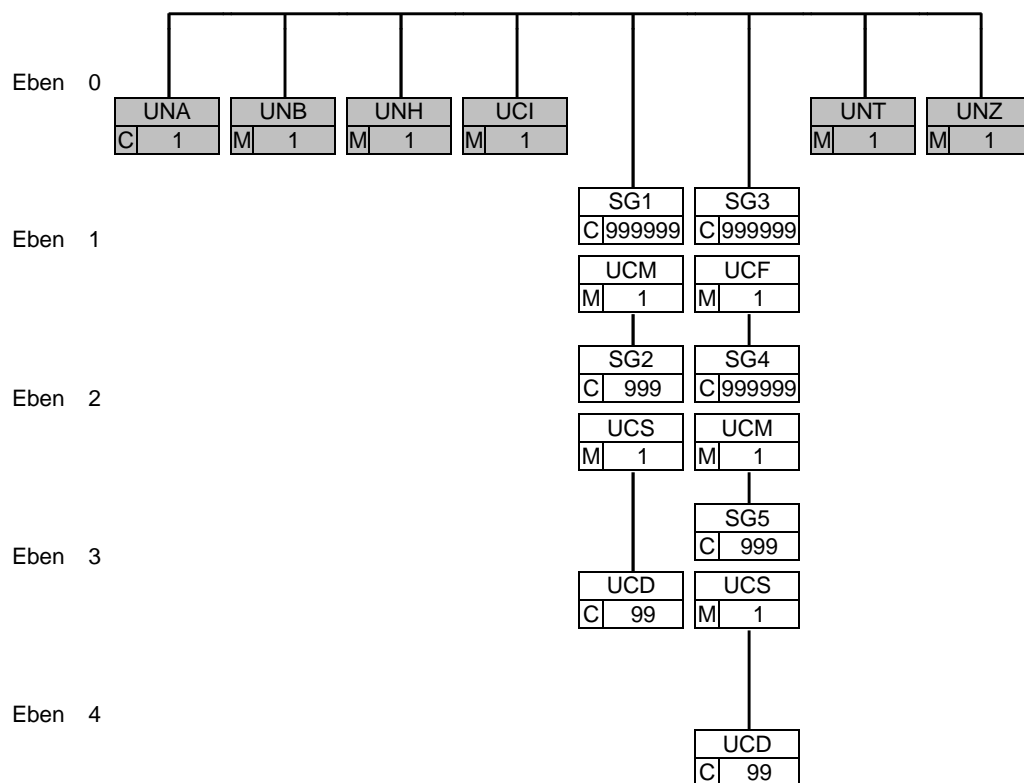 Eben 0
UNA UNB UNH UCI UNT UNZ
C 1 M 1 M 1 M 1 M 1 M 1
SG1 SG3
C 999999 C 999999
Eben 1
UCM UCF
M 1 M 1
SG2 SG4
C 999 C 999999
Eben 2
UCS UCM
M 1 M 1
SG5
C 999
Eben 3
UCD UCS
C 99 M 1
Eben 4
UCD
C 99